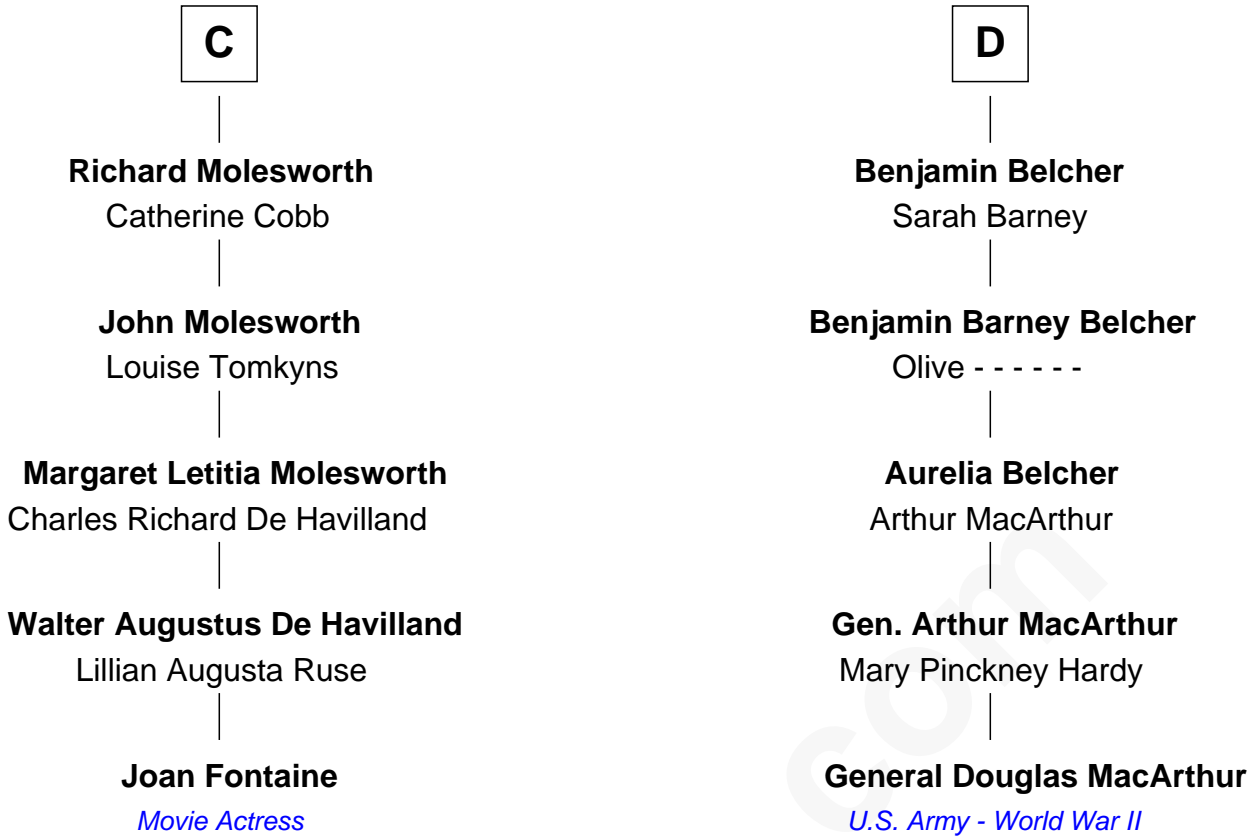 C
Richard Molesworth
Catherine Cobb
John Molesworth
Louise Tomkyns
Margaret Letitia Molesworth
Charles Richard De Havilland
Walter Augustus De Havilland
Lillian Augusta Ruse
Joan Fontaine
Movie Actress
D
Benjamin Belcher
Sarah Barney
Benjamin Barney Belcher
Olive - - - - - -
Aurelia Belcher
Arthur MacArthur
Gen. Arthur MacArthur
Mary Pinckney Hardy
General Douglas MacArthur
U.S. Army - World War II
com